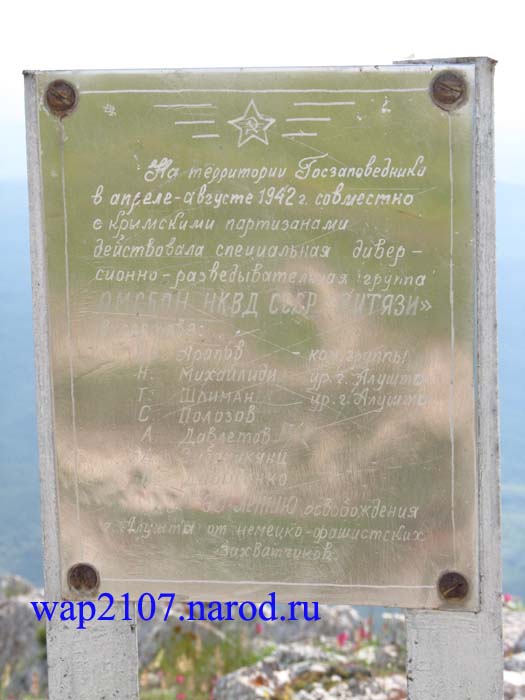 На территории Госзаповедника
в апреле-августе 1942 г. совместно
с крымскими партизанами
действовала специальная дивер-
сионно-разведывательная группа
ОМСБОН НКВД СССР «ВИТЯЗИ»
Арапов - ком. группы
Н. Михайлиди ур. г. Алушта
Г. Шлиман ур. г. Алушта
С. Полозов
А. Давлетов
ЛЕТИЮ освобождения
г. Алушты от немецко-фашистских
захватчиков.
wap2107.narod.ru